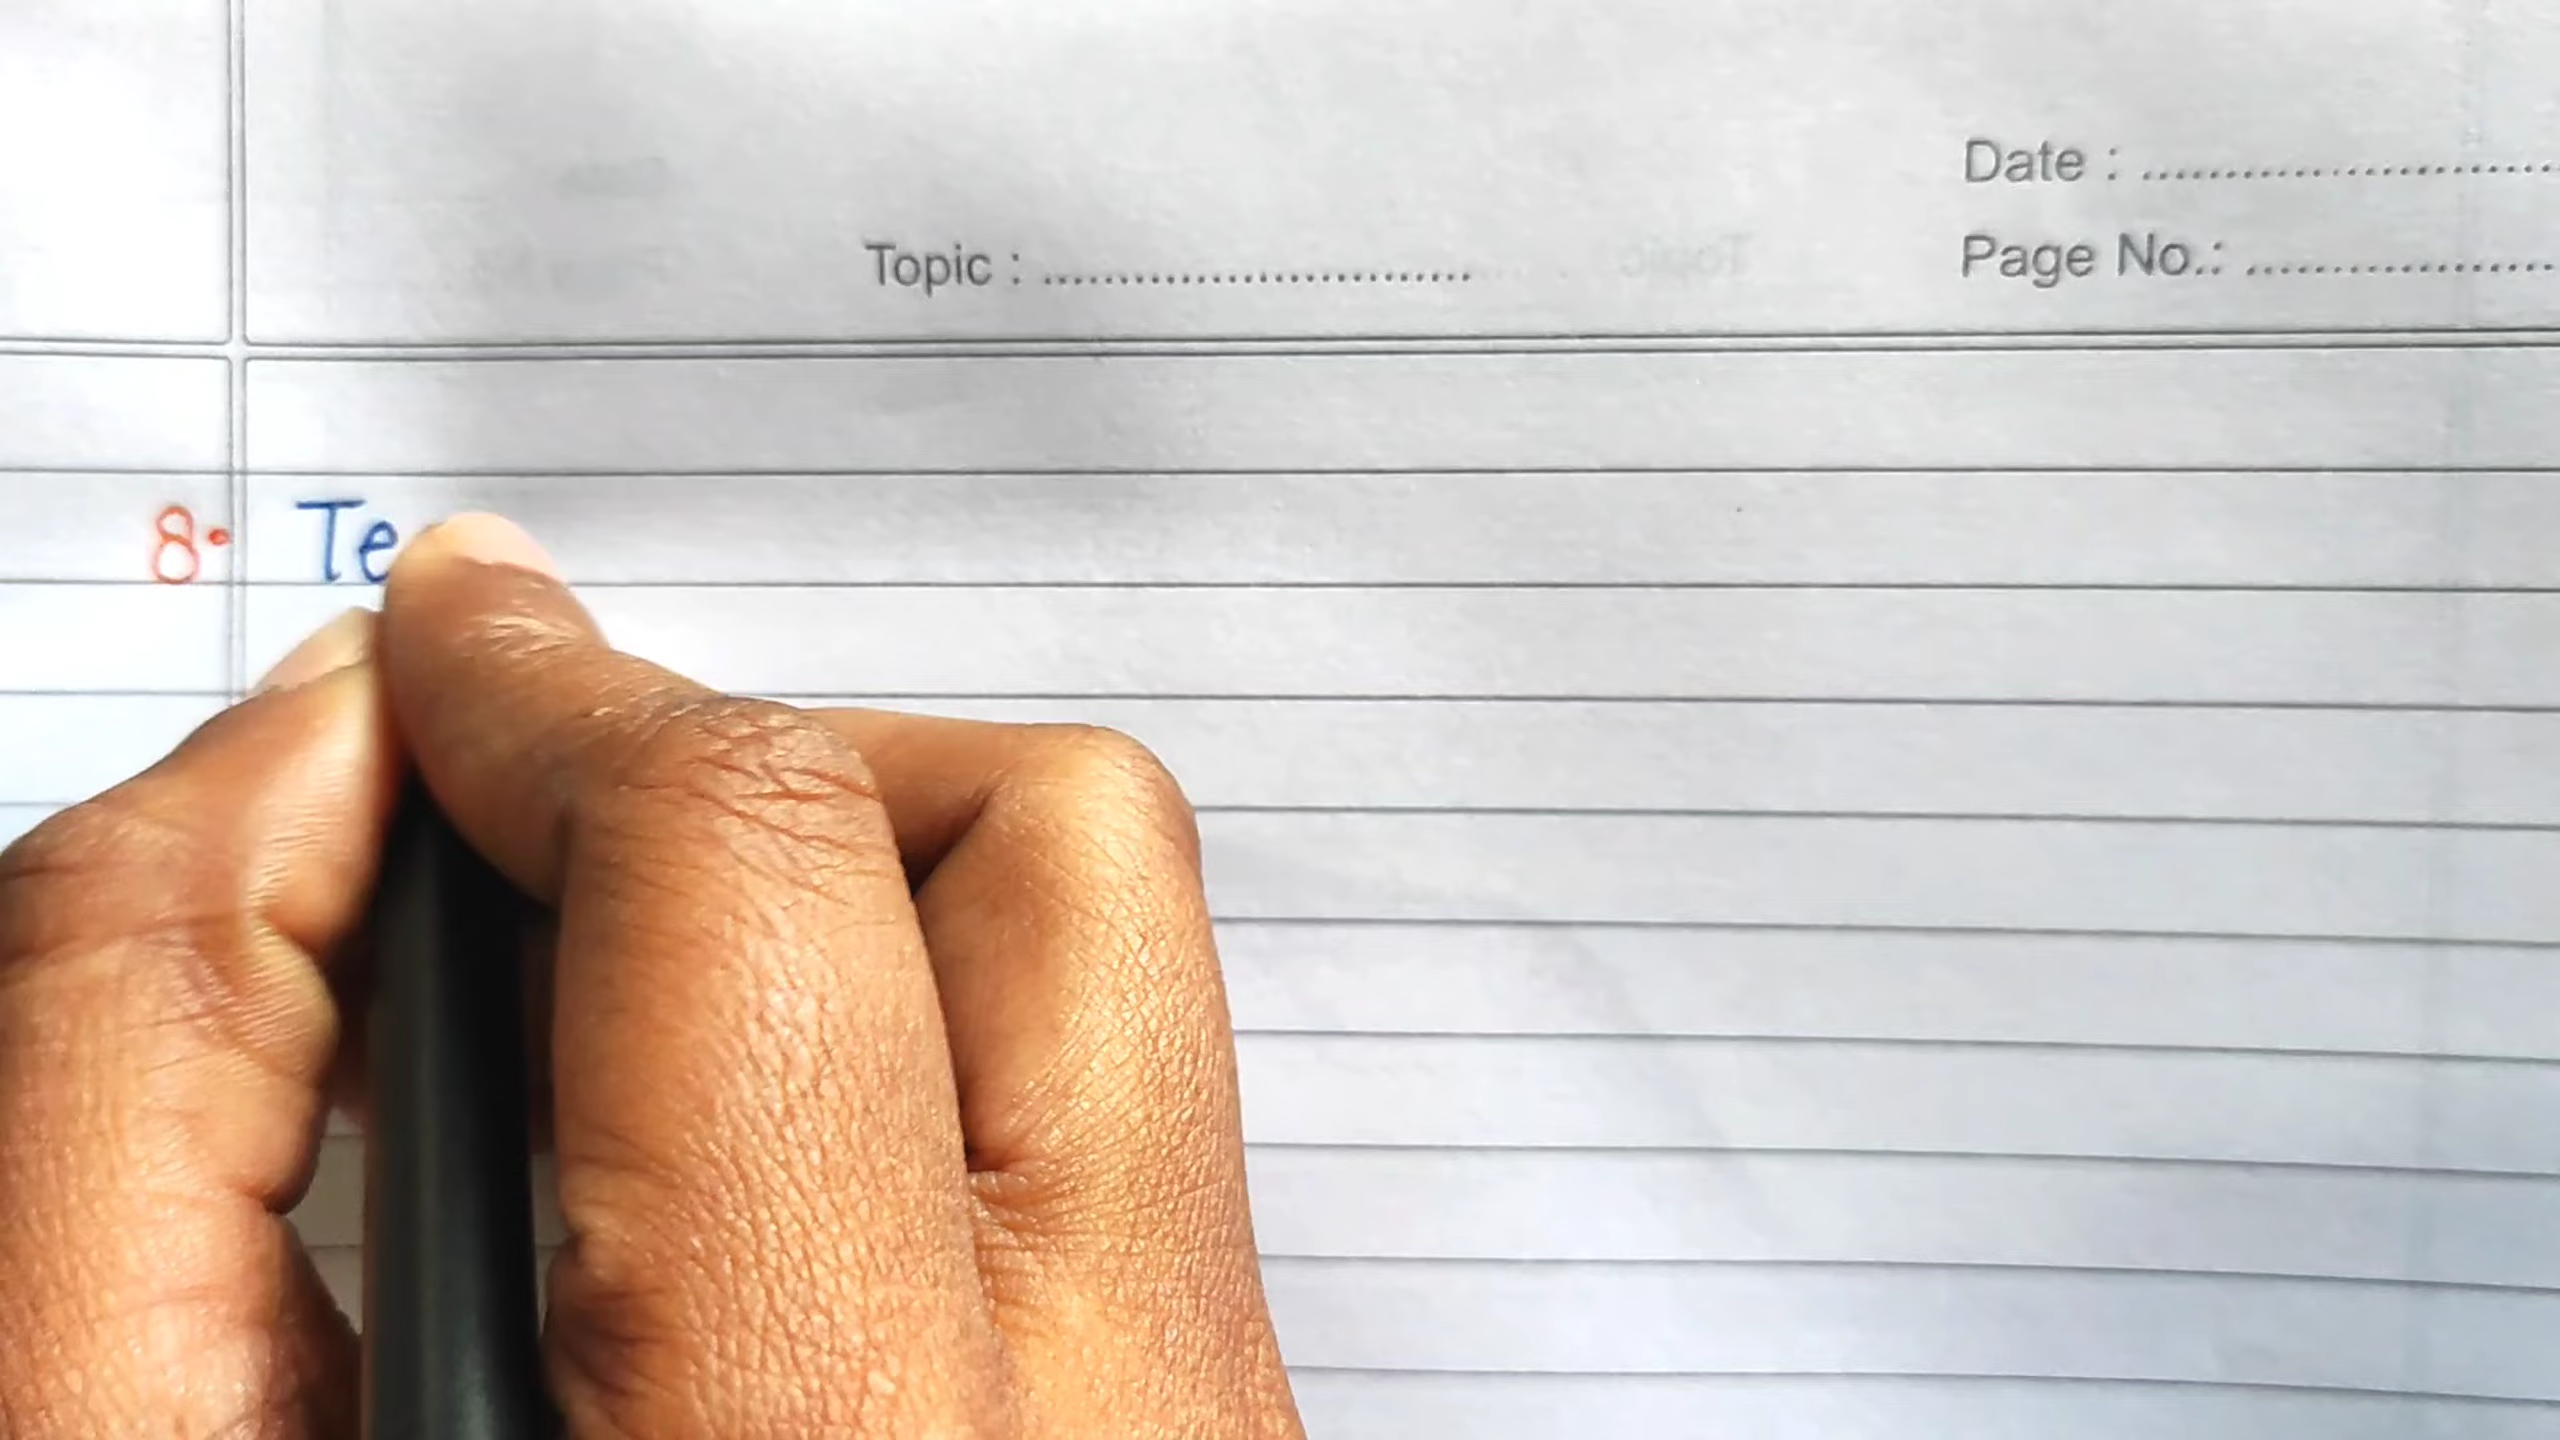 Date : ........................
Page No.: ..................
Topic : ................................
8. Te